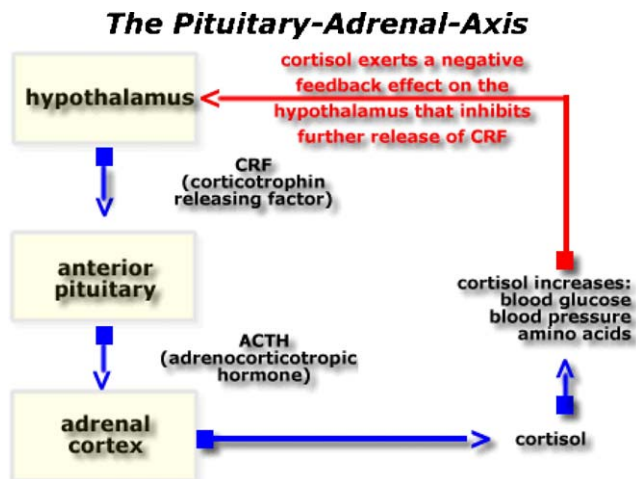 The Pituitary-Adrenal-Axis
cortisol exerts a negative
feedback effect on the
hypothalamus that inhibits
further release of CRF
hypothalamus
CRF
(corticotrophin
releasing factor)
anterior
pituitary
cortisol increases:
blood glucose
blood pressure
amino acids
ACTH
(adrenocorticotropic
hormone)
adrenal
cortex
cortisol